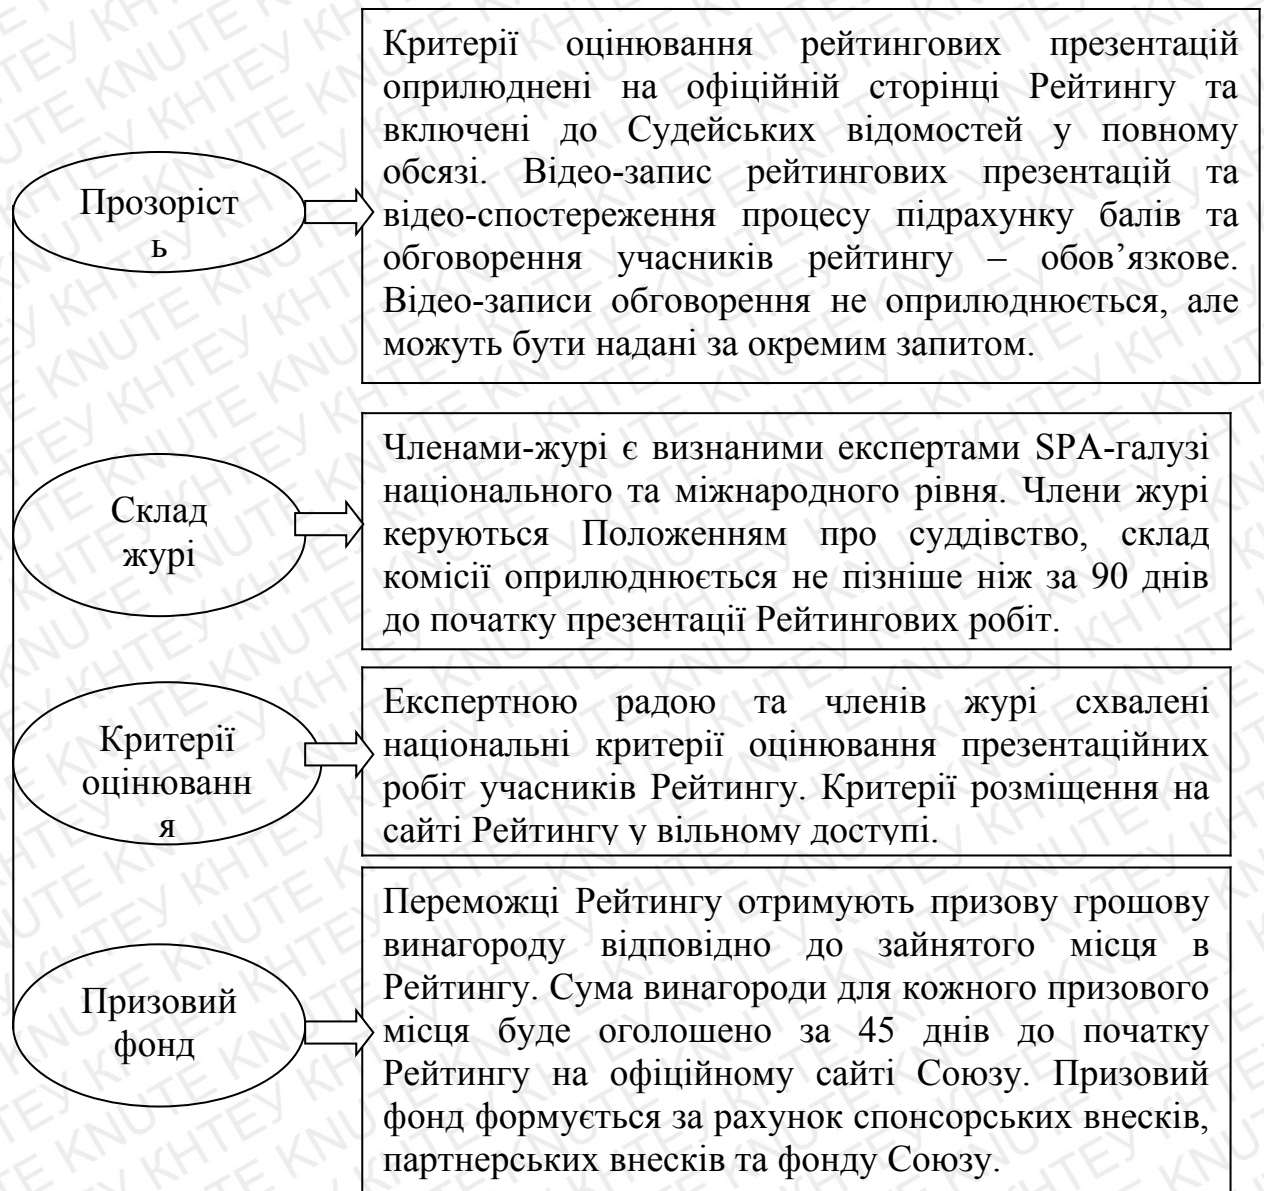 Прозоріст
ь
Критерії оцінювання рейтингових презентацій
оприлюднені на офіційній сторінці Рейтингу та
включені до Судейських відомостей у повному
обсязі. Відео-запис рейтингових презентацій та
відео-спостереження процесу підрахунку балів та
обговорення учасників рейтингу – обов’язкове.
Відео-записи обговорення не оприлюднюється, але
можуть бути надані за окремим запитом.
Склад
журі
Членами-журі є визнаними експертами SPA-галузі
національного та міжнародного рівня. Члени журі
керуються Положенням про суддівство, склад
комісії оприлюднюється не пізніше ніж за 90 днів
до початку презентації Рейтингових робіт.
Критерії
оцінюванн
я
Експертною радою та членів журі схвалені
національні критерії оцінювання презентаційних
робіт учасників Рейтингу. Критерії розміщення на
сайті Рейтингу у вільному доступі.
Призовий
фонд
Переможці Рейтингу отримують призову грошову
винагороду відповідно до зайнятого місця в
Рейтингу. Сума винагороди для кожного призового
місця буде оголошено за 45 днів до початку
Рейтингу на офіційному сайті Союзу. Призовий
фонд формується за рахунок спонсорських внесків,
партнерських внесків та фонду Союзу.